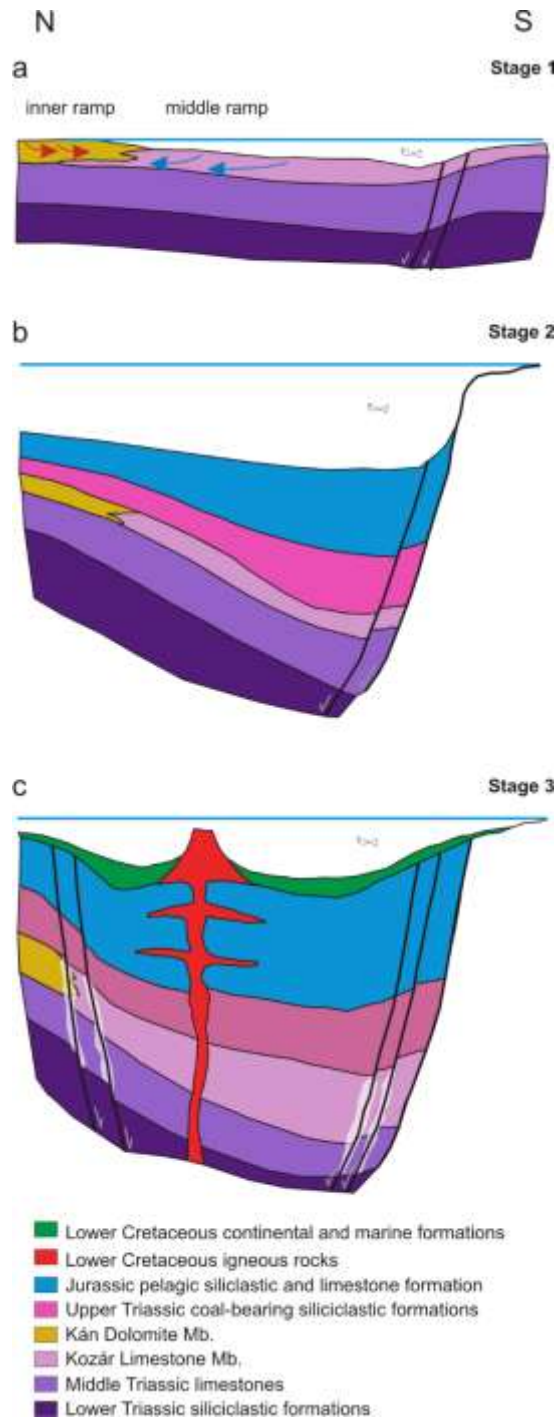 N S
a Stage 1
inner ramp middle ramp
b Stage 2
c Stage 3
Lower Cretaceous continental and marine formations
Lower Cretaceous igneous rocks
Jurassic pelagic siliclastic and limestone formation
Upper Triassic coal-bearing siliciclastic formations
Kán Dolomite Mb.
Kozár Limestone Mb.
Middle Triassic limestones
Lower Triassic siliciclastic formations